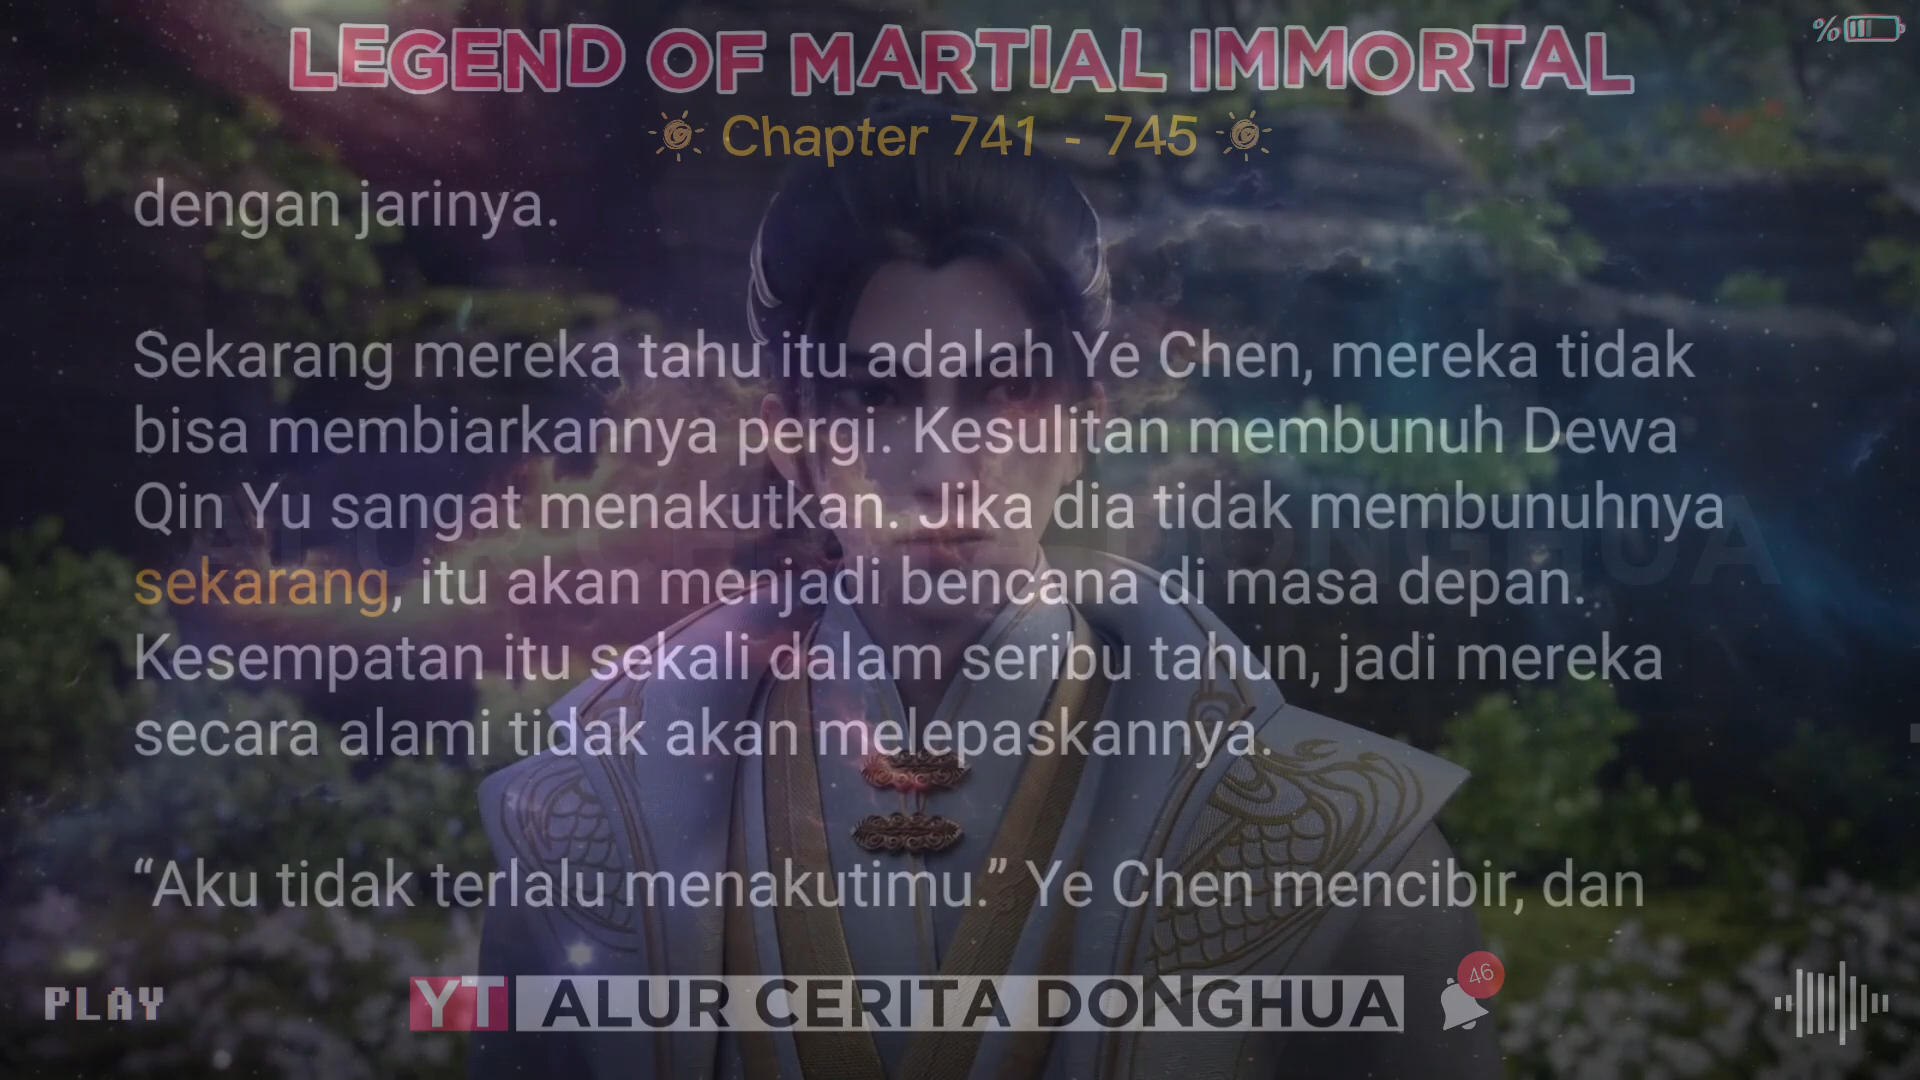 LEGEND OF MARTIAL IMMORTAL
%
Chapter 741 - 745
dengan jarinya.
Sekarang mereka tahu itu adalah Ye Chen, mereka tidak
bisa membiarkannya pergi. Kesulitan membunuh Dewa
Qin Yu sangat menakutkan. Jika dia tidak membunuhnya
ALUR CERITA DONGHUA
sekarang, itu akan menjadi bencana di masa depan.
Kesempatan itu sekali dalam seribu tahun, jadi mereka
secara alami tidak akan melepaskannya.
“Aku tidak terlalu menakutimu.” Ye Chen mencibir, dan
PLAY
YT ALUR CERITA DONGHUA
46